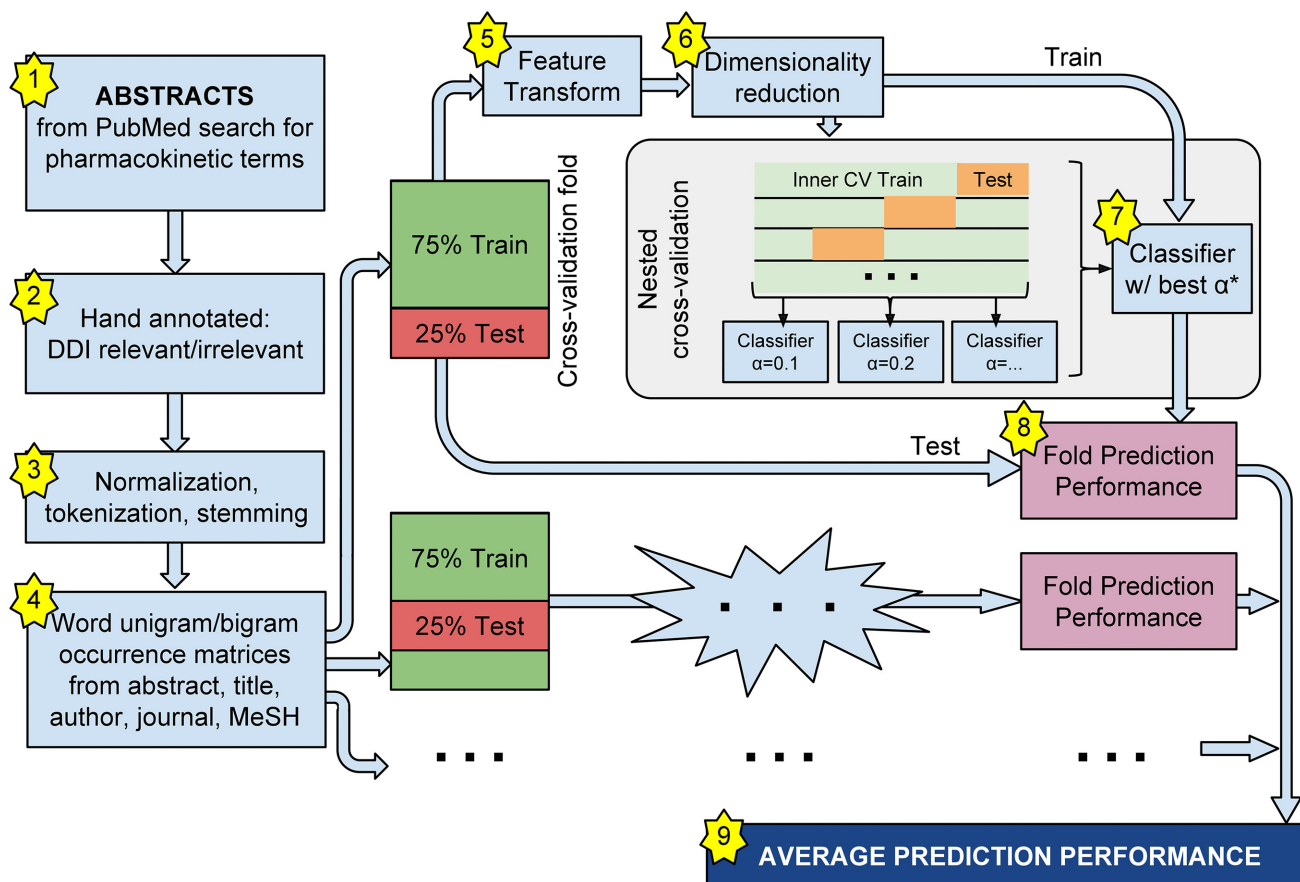 1
ABSTRACTS
from PubMed search for
pharmacokinetic terms
2
Hand annotated:
DDI relevant/irrelevant
3
Normalization,
tokenization, stemming
4
Word unigram/bigram
occurrence matrices
from abstract, title,
author, journal, MeSH
75% Train
25% Test
Cross-validation fold
5
Feature
Transform
6
Dimensionality
reduction
Train
Nested
cross-validation
Inner CV Train
Test
. . .
Classifier
α=0.1
Classifier
α=0.2
Classifier
α=...
7
Classifier
w/ best α*
Test
8
Fold Prediction
Performance
75% Train
25% Test
. . .
Fold Prediction
Performance
. . .
. . .
. . .
9
AVERAGE PREDICTION PERFORMANCE